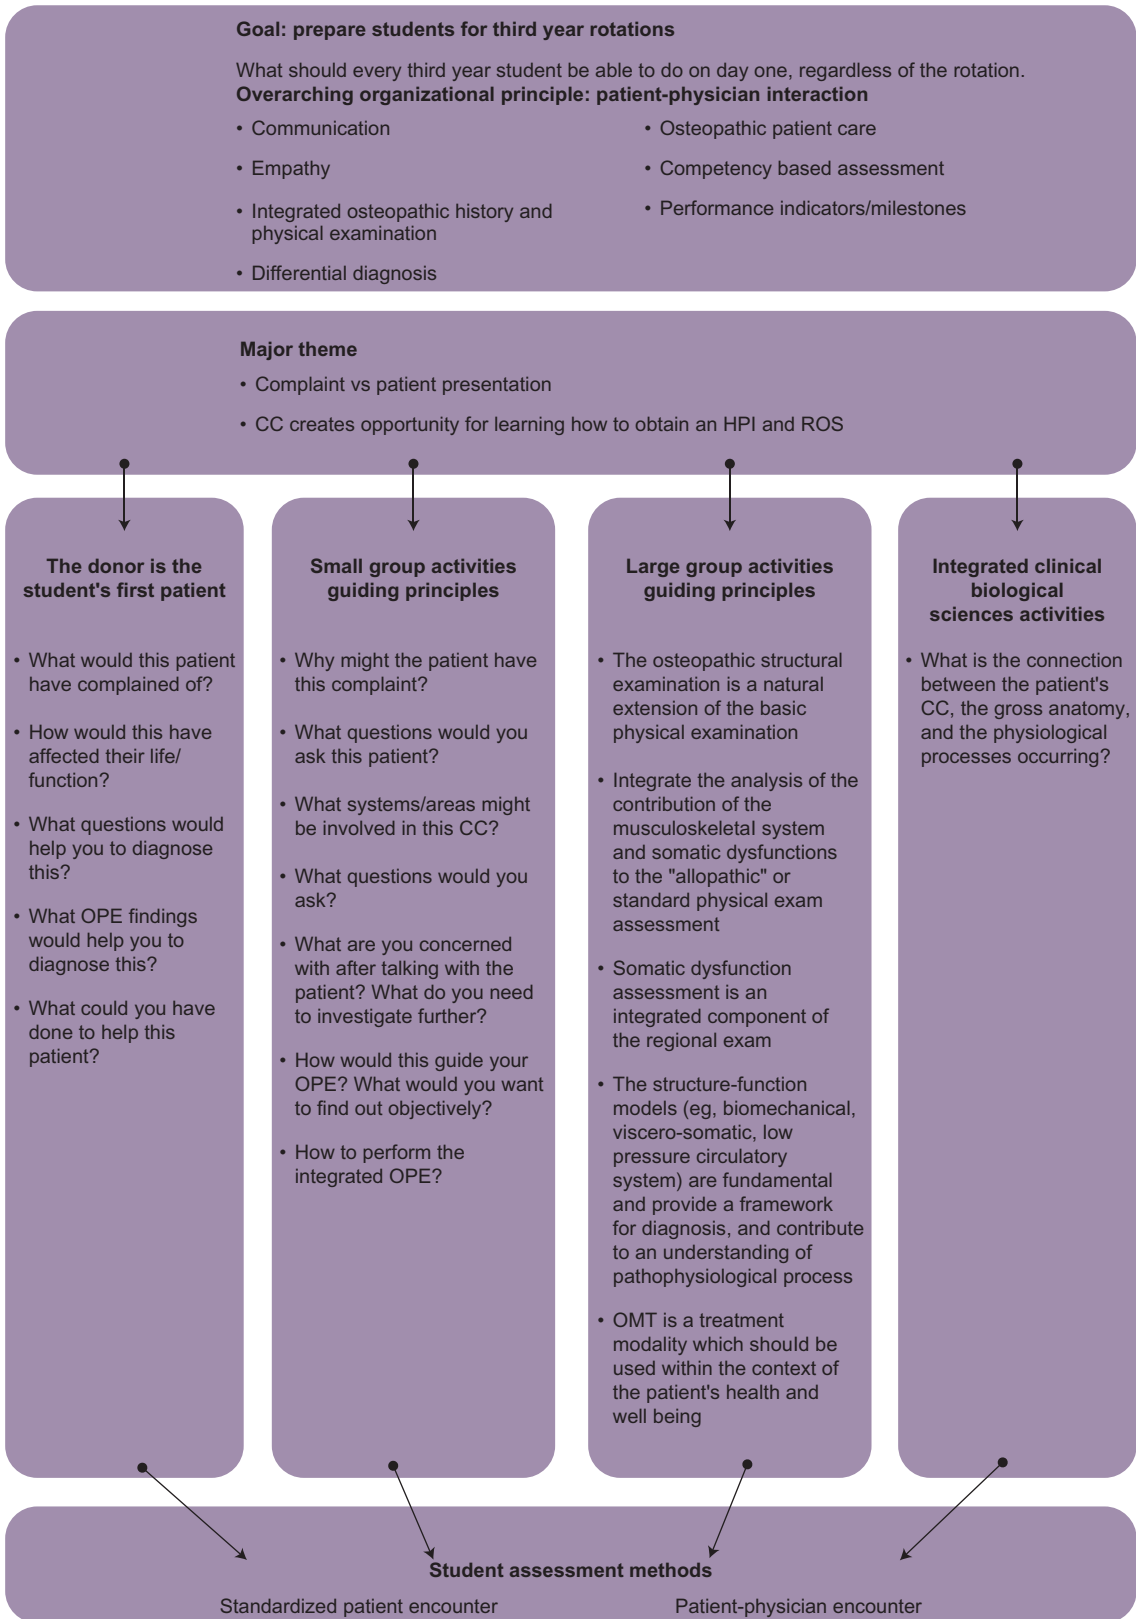 Goal: prepare students for third year rotations
What should every third year student be able to do on day one, regardless of the rotation.
Overarching organizational principle: patient-physician interaction
• Communication
• Empathy
• Integrated osteopathic history and
physical examination
• Differential diagnosis
• Osteopathic patient care
• Competency based assessment
• Performance indicators/milestones
Major theme
• Complaint vs patient presentation
• CC creates opportunity for learning how to obtain an HPI and ROS
The donor is the
student's first patient
• What would this patient
have complained of?
• How would this have
affected their life/
function?
• What questions would
help you to diagnose
this?
• What OPE findings
would help you to
diagnose this?
• What could you have
done to help this
patient?
Small group activities
guiding principles
• Why might the patient have
this complaint?
• What questions would you
ask this patient?
• What systems/areas might
be involved in this CC?
• What questions would you
ask?
• What are you concerned
with after talking with the
patient? What do you need
to investigate further?
• How would this guide your
OPE? What would you want
to find out objectively?
• How to perform the
integrated OPE?
Large group activities
guiding principles
• The osteopathic structural
examination is a natural
extension of the basic
physical examination
• Integrate the analysis of the
contribution of the
musculoskeletal system
and somatic dysfunctions
to the "allopathic" or
standard physical exam
assessment
• Somatic dysfunction
assessment is an
integrated component of
the regional exam
• The structure-function
models (eg, biomechanical,
viscero-somatic, low
pressure circulatory
system) are fundamental
and provide a framework
for diagnosis, and contribute
to an understanding of
pathophysiological process
• OMT is a treatment
modality which should be
used within the context of
the patient's health and
well being
Integrated clinical
biological
sciences activities
• What is the connection
between the patient's
CC, the gross anatomy,
and the physiological
processes occurring?
Student assessment methods
Standardized patient encounter
Patient-physician encounter